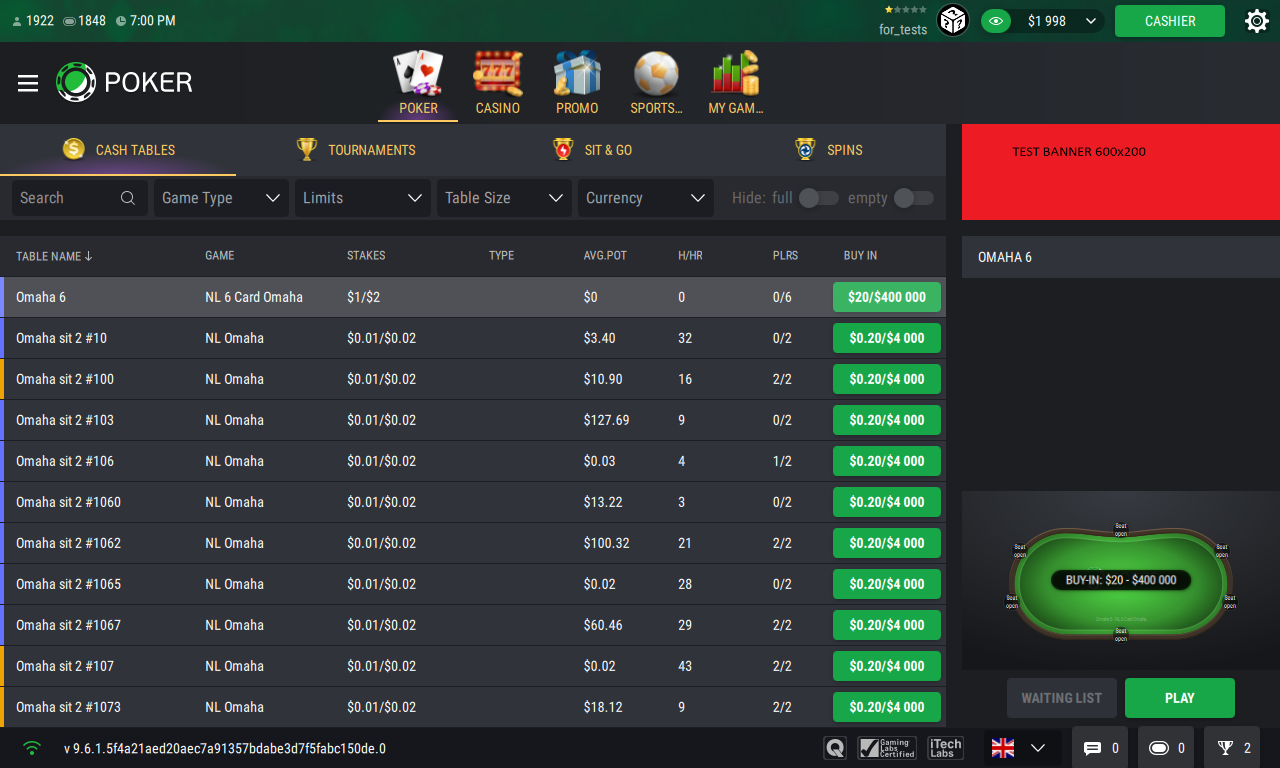 1922 1848 7:00 PM
for_tests
$1 998
CASHIER
POKER
POKER CASINO PROMO SPORTS... MY GAM...
CASH TABLES TOURNAMENTS SIT & GO SPINS
TEST BANNER 600x200
Search Game Type Limits Table Size Currency Hide: full empty
TABLE NAME GAME STAKES TYPE AVG.POT H/HR PLRS BUY IN
OMAHA 6
Omaha 6 NL 6 Card Omaha $1/$2 $0 0 0/6 $20/$400 000
Omaha sit 2 #10 NL Omaha $0.01/$0.02 $3.40 32 0/2 $0.20/$4 000
Omaha sit 2 #100 NL Omaha $0.01/$0.02 $10.90 16 2/2 $0.20/$4 000
Omaha sit 2 #103 NL Omaha $0.01/$0.02 $127.69 9 0/2 $0.20/$4 000
Omaha sit 2 #106 NL Omaha $0.01/$0.02 $0.03 4 1/2 $0.20/$4 000
Omaha sit 2 #1060 NL Omaha $0.01/$0.02 $13.22 3 0/2 $0.20/$4 000
Omaha sit 2 #1062 NL Omaha $0.01/$0.02 $100.32 21 2/2 $0.20/$4 000
Omaha sit 2 #1065 NL Omaha $0.01/$0.02 $0.02 28 0/2 $0.20/$4 000
Omaha sit 2 #1067 NL Omaha $0.01/$0.02 $60.46 29 2/2 $0.20/$4 000
Omaha sit 2 #107 NL Omaha $0.01/$0.02 $0.02 43 2/2 $0.20/$4 000
Omaha sit 2 #1073 NL Omaha $0.01/$0.02 $18.12 9 2/2 $0.20/$4 000
Seat open
Seat open
Seat open
BUY-IN: $20 - $400 000
Seat open
Seat open
Seat open
WAITING LIST PLAY
v 9.6.1.5f4a21aed20aec7a91357bdabe3d7f5fabc150de.0
Gaming Labs Certified
iTech Labs
0 0 2